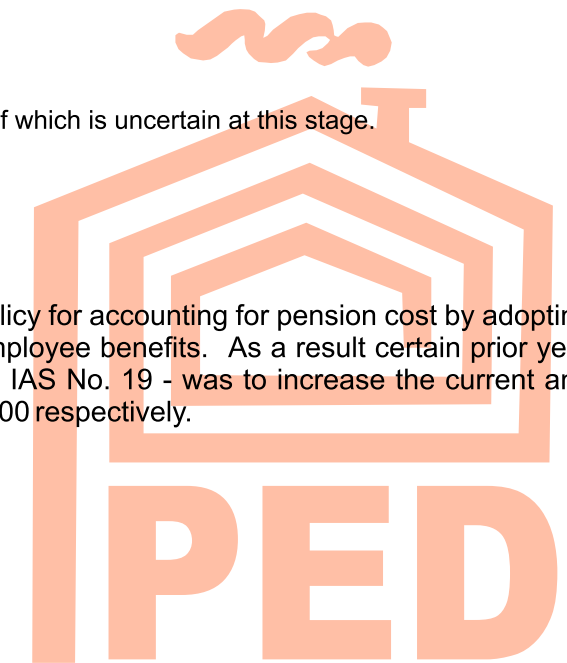 f which is uncertain at this stage.
licy for accounting for pension cost by adoptin
mployee benefits. As a result certain prior ye
IAS No. 19 - was to increase the current an
00 respectively.
PED